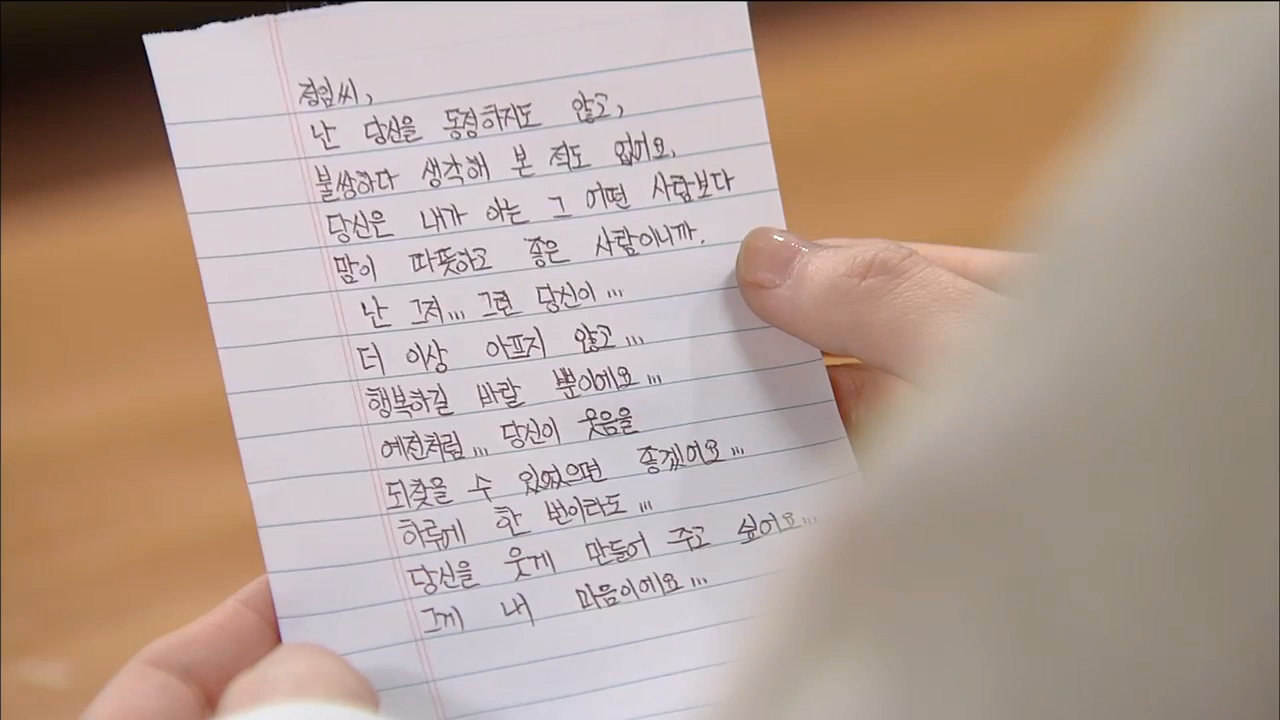 정임씨,
난 당신을 동정하지도 않고,
불쌍하다 생각해 본 적도 없어요.
당신은 내가 아는 그 어떤 사람보다
맘이 따뜻하고 좋은 사람이니까.
난 그저... 그런 당신이...
더 이상 아프지 않고...
행복하길 바랄 뿐이에요...
예전처럼... 당신이 웃음을
되찾을 수 있었으면 좋겠어요...
하루에 한 번이라도...
당신을 웃게 만들어 주고 싶어요...
그게 내 마음이에요...